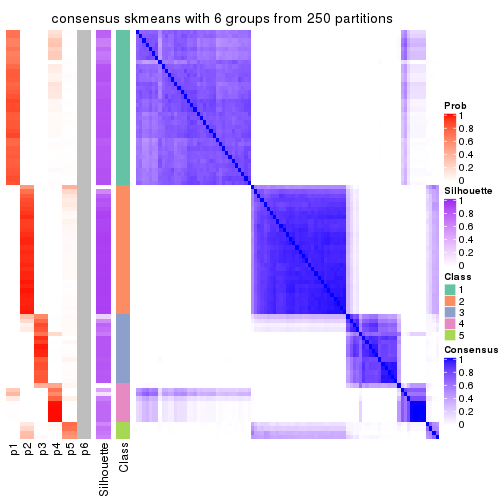 consensus skmeans with 6 groups from 250 partitions
Prob
1
0.8
0.6
0.4
0.2
0
Silhouette
1
0.8
0.6
0.4
0.2
0
Class
1
2
3
4
5
Consensus
1
0.8
0.6
0.4
0.2
0
p1
p2
p3
p4
p5
p6
Silhouette
Class